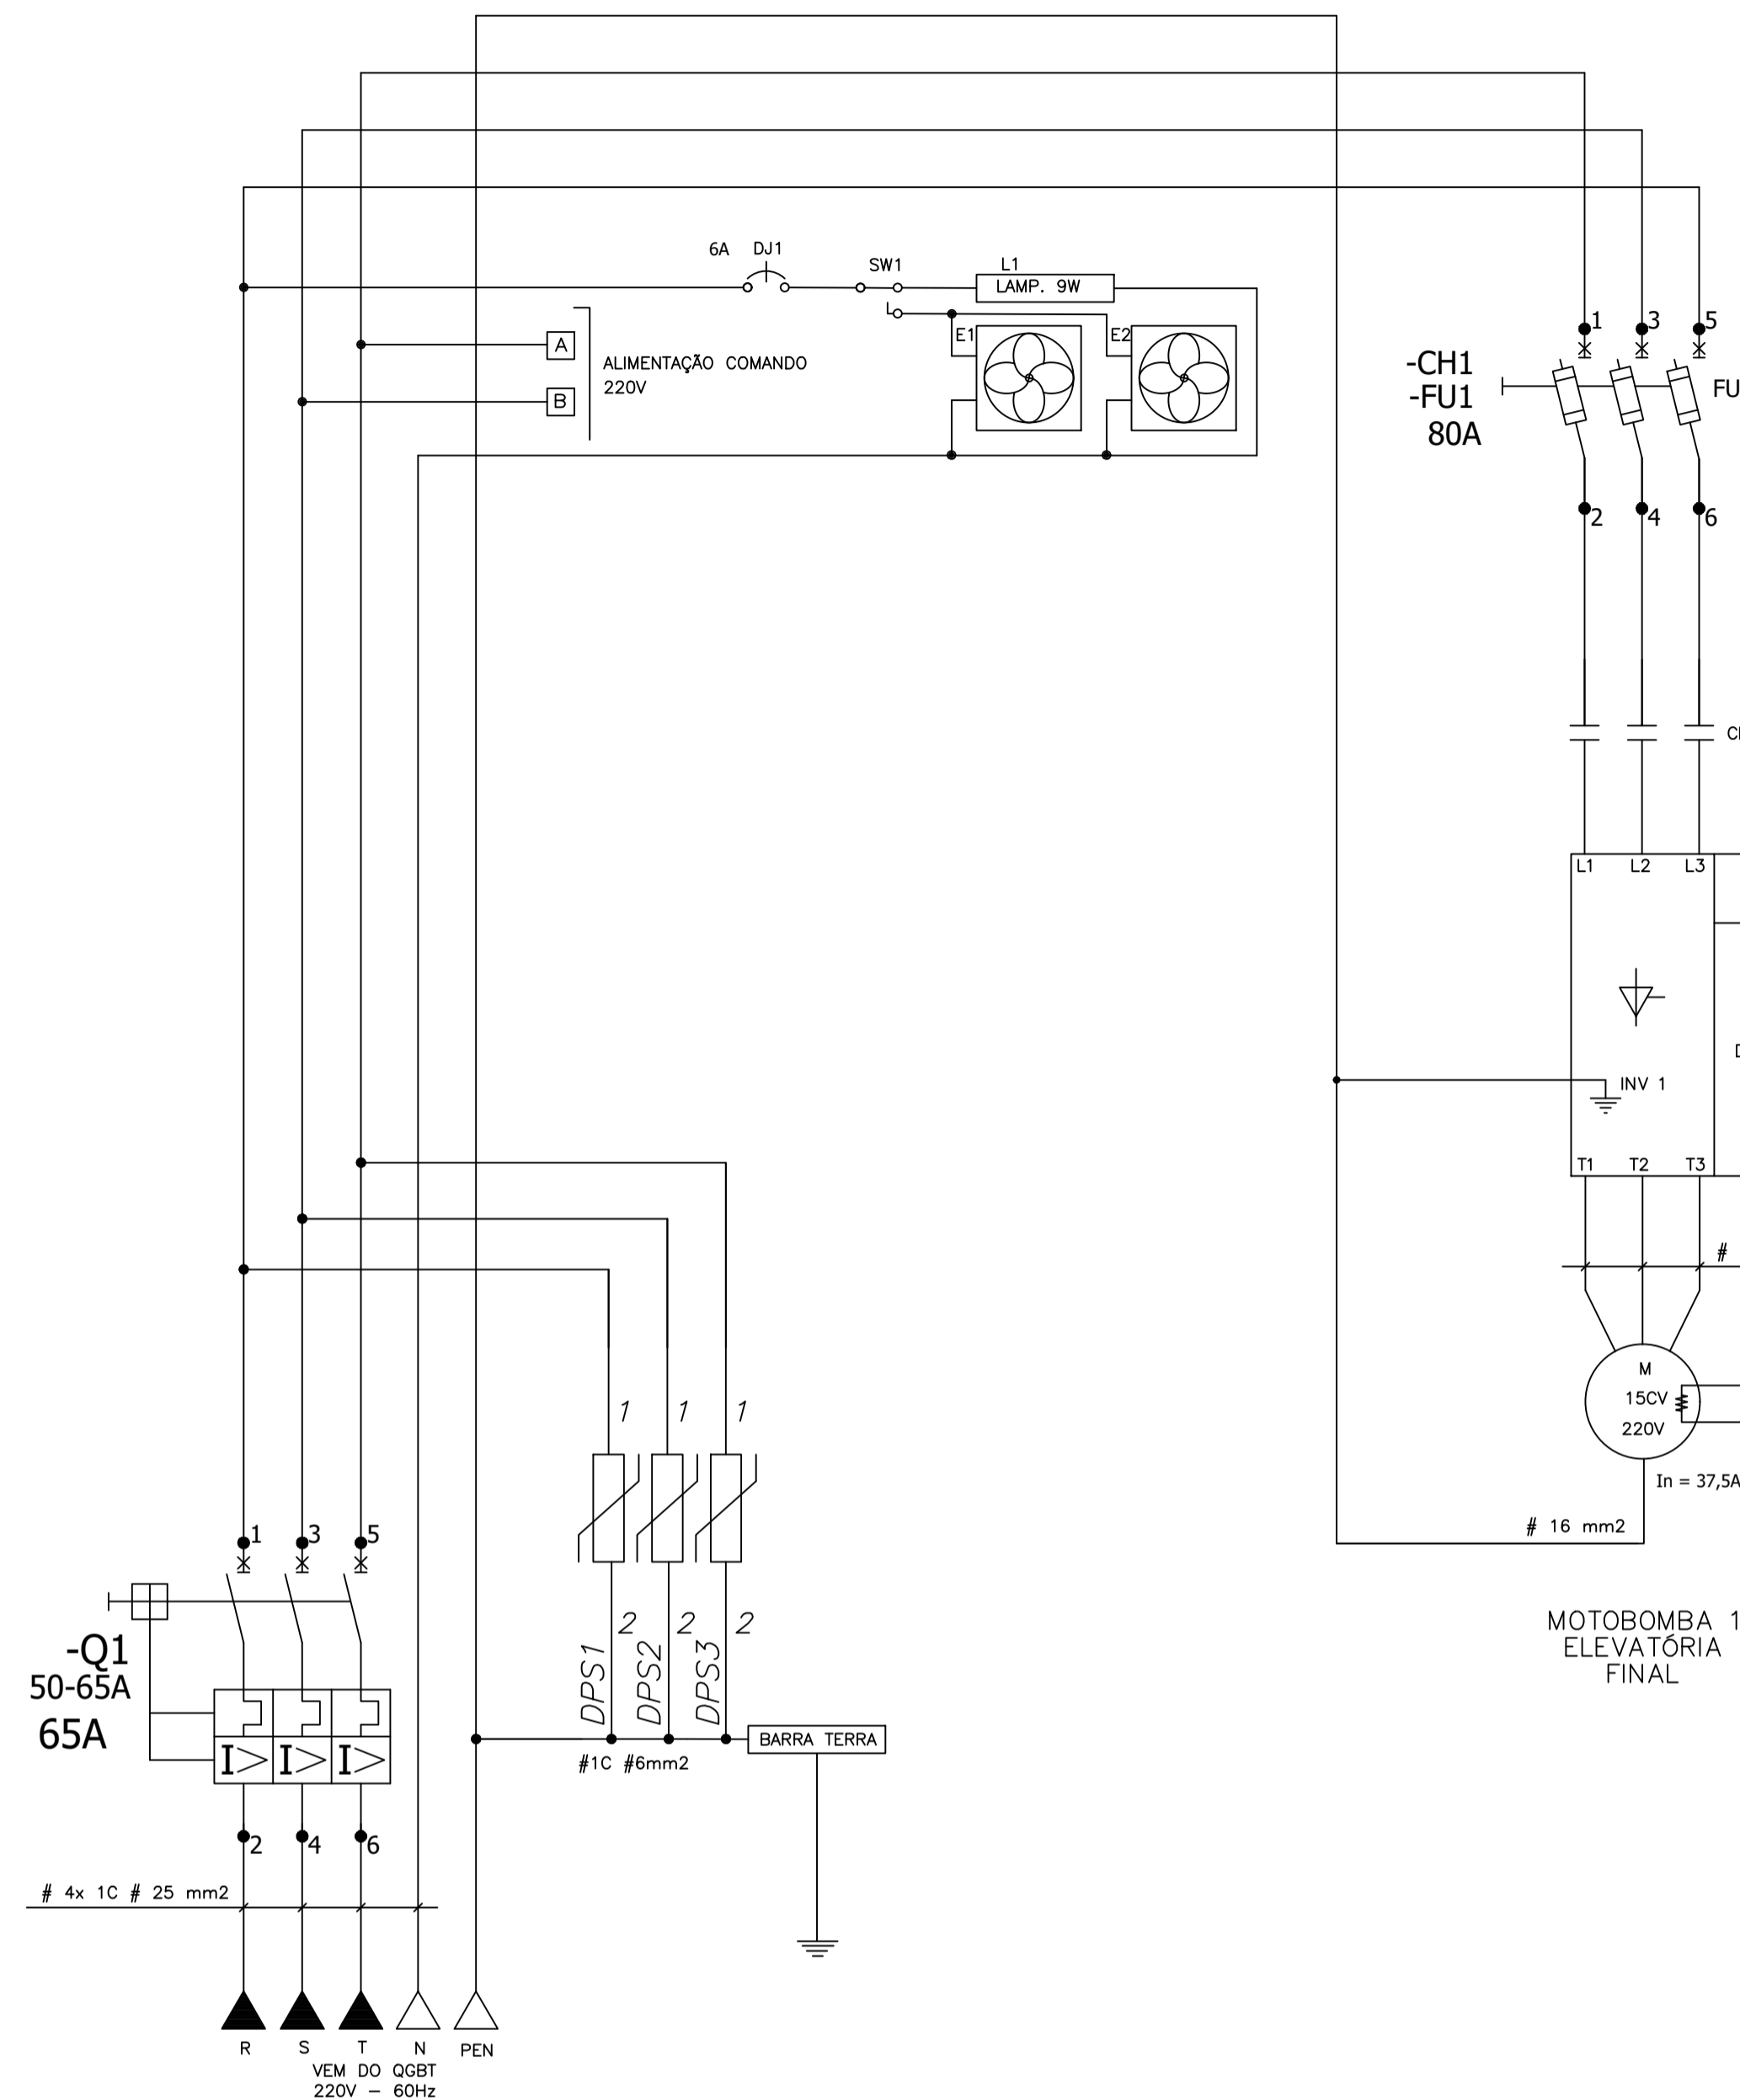 6A DJ1
SW1
L1
LAMP. 9W
E1
E2
A
ALIMENTAÇÃO COMANDO
220V
B
1 3 5
-CH1
-FU1
80A
FU
2 4 6
L1 L2 L3
INV 1
T1 T2 T3
#
M
15CV
220V
In = 37,5A
# 16 mm2
MOTOBOMBA 1
ELEVATÓRIA
FINAL
1 1 1
2 2 2
DPS1 DPS2 DPS3
BARRA TERRA
#1C #6mm2
1 3 5
-Q1
50-65A
65A
I> I> I>
2 4 6
# 4x 1C # 25 mm2
R S T N PEN
VEM DO QGBT
220V - 60Hz